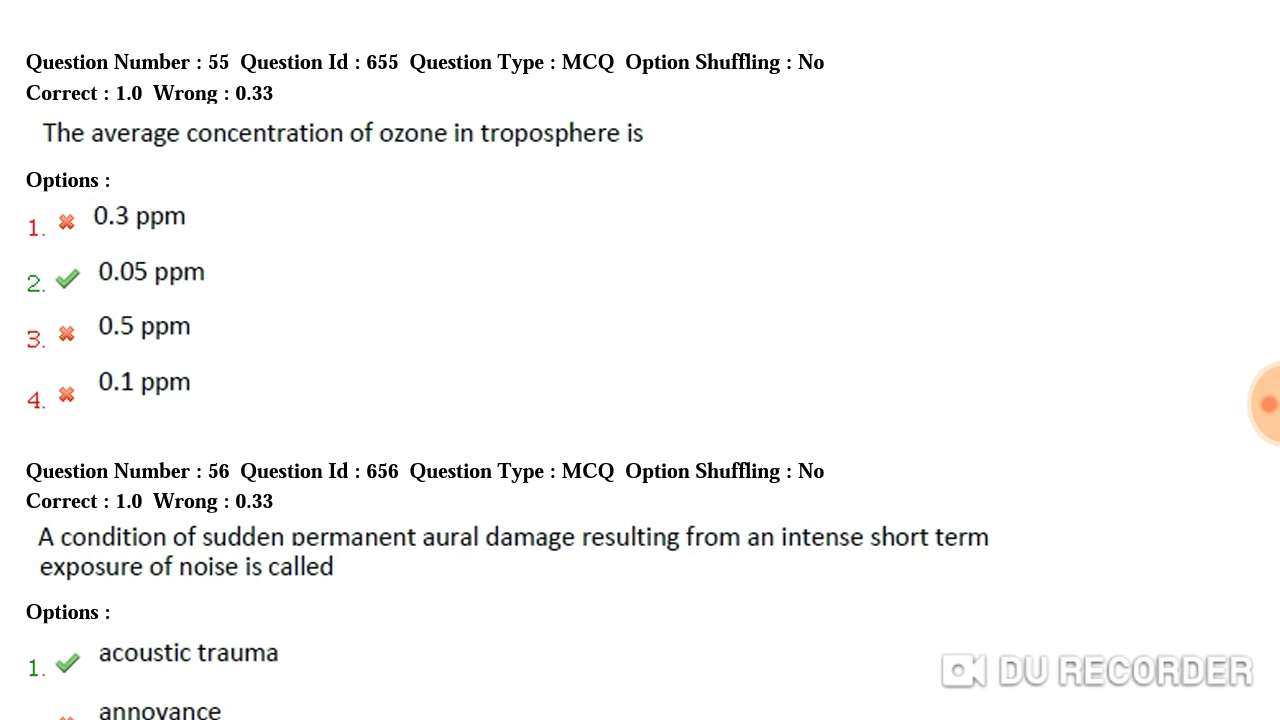 Question Number : 55 Question Id : 655 Question Type : MCQ Option Shuffling : No
Correct : 1.0 Wrong : 0.33
The average concentration of ozone in troposphere is
Options :
1. 0.3 ppm
2. 0.05 ppm
3. 0.5 ppm
4. 0.1 ppm
Question Number : 56 Question Id : 656 Question Type : MCQ Option Shuffling : No
Correct : 1.0 Wrong : 0.33
A condition of sudden permanent aural damage resulting from an intense short term
exposure of noise is called
Options :
1. acoustic trauma
annoyance
DU RECORDER